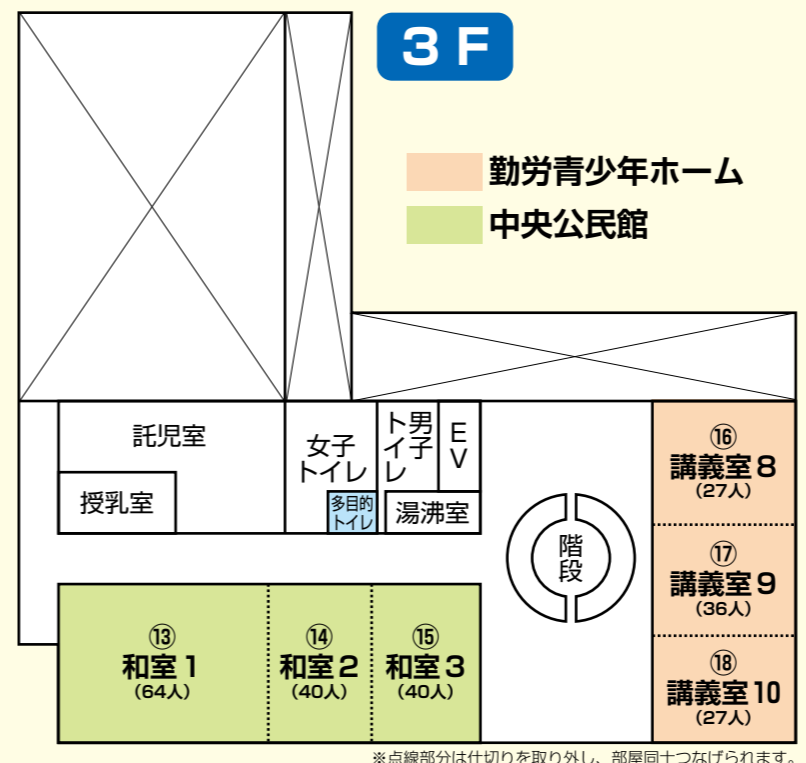 3F
勤労青少年ホーム
中央公民館
託児室
授乳室
女子
トイレ
多目的
トイレ
男子
トイレ
EV
湯沸室
階段
⑯
講義室8
(27人)
⑰
講義室9
(36人)
⑱
講義室10
(27人)
⑬
和室1
(64人)
⑭
和室2
(40人)
⑮
和室3
(40人)
※点線部分は仕切りを取り外し、部屋同士つなげられます。